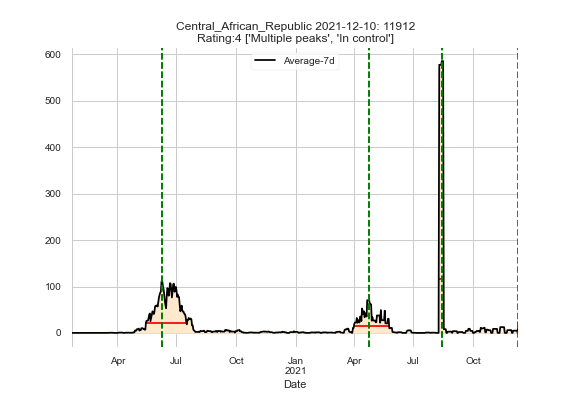 Central_African_Republic 2021-12-10: 11912
Rating:4 ['Multiple peaks', 'In control']
Average-7d
600
500
400
300
200
100
0
Apr Jul Oct Jan Apr Jul Oct
2021
Date